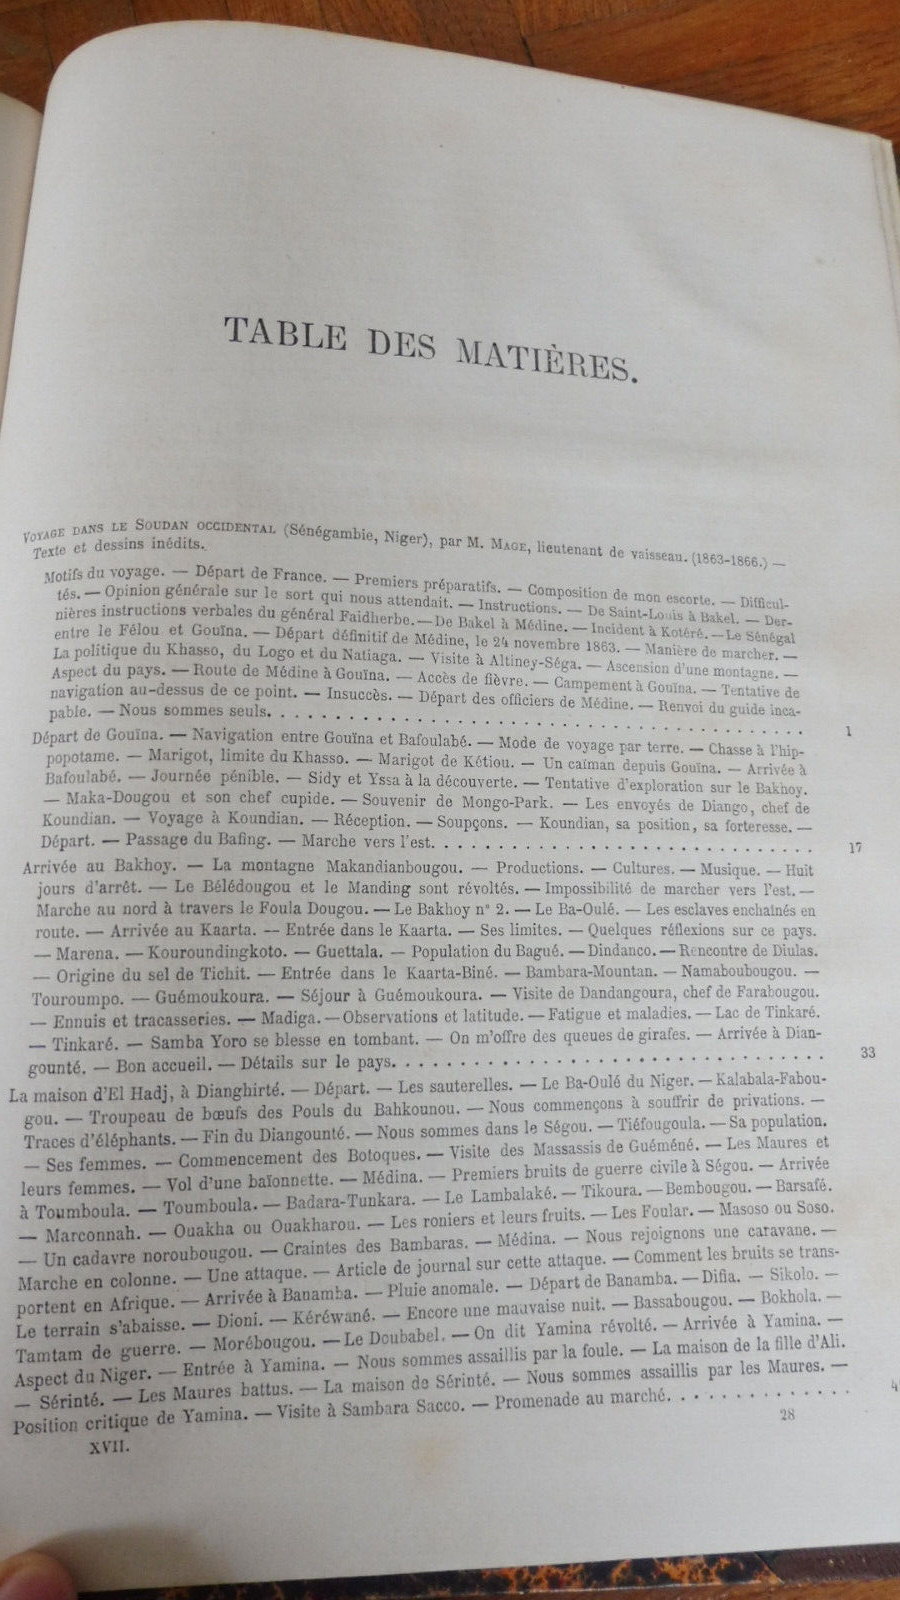 TABLE DES MATIÈRES.
VOYAGE DANS LE SOUDAN OCCIDENTAL (Sénégambie, Niger), par M. MAGE, lieutenant de vaisseau. (1863-1866.) —
Texte et dessins inédits.
Motifs du voyage. — Départ de France. — Premiers préparatifs. — Composition de mon escorte. — Difficul-
tés. — Opinion générale sur le sort qui nous attendait. — Instructions. — De Saint-Louis à Bakel. — Der-
nières instructions verbales du général Faidherbe. — De Bakel à Médine. — Incident à Kotéré. — Le Sénégal
entre le Félou et Gouïna. — Départ définitif de Médine, le 24 novembre 1863. — Manière de marcher. —
La politique du Khasso, du Logo et du Natiaga. — Visite à Altiney-Séga. — Ascension d'une montagne. —
Aspect du pays. — Route de Médine à Gouïna. — Accès de fièvre. — Campement à Gouïna. — Tentative de
navigation au-dessus de ce point. — Insuccès. — Départ des officiers de Médine. — Renvoi du guide inca-
pable. — Nous sommes seuls. 1
Départ de Gouïna. — Navigation entre Gouïna et Bafoulabé. — Mode de voyage par terre. — Chasse à l'hip-
popotame. — Marigot, limite du Khasso. — Marigot de Kétiou. — Un caïman depuis Gouïna. — Arrivée à
Bafoulabé. — Journée pénible. — Sidy et Yssa à la découverte. — Tentative d'exploration sur le Bakhoy.
— Maka-Dougou et son chef cupide. — Souvenir de Mongo-Park. — Les envoyés de Diango, chef de
Koundian. — Voyage à Koundian. — Réception. — Soupçons. — Koundian, sa position, sa forteresse. —
Départ. — Passage du Bafing. — Marche vers l'est. 17
Arrivée au Bakhoy. — La montagne Makandianbougou. — Productions. — Cultures. — Musique. — Huit
jours d'arrêt. — Le Bélédougou et le Manding sont révoltés. — Impossibilité de marcher vers l'est. —
Marche au nord à travers le Foula Dougou. — Le Bakhoy n° 2. — Le Ba-Oulé. — Les esclaves enchaînés en
route. — Arrivée au Kaarta. — Entrée dans le Kaarta. — Ses limites. — Quelques réflexions sur ce pays.
— Marena. — Kouroundingkoto. — Guettala. — Population du Bagué. — Dindanco. — Rencontre de Diulas.
— Origine du sel de Tichit. — Entrée dans le Kaarta-Biné. — Bambara-Mountan. — Namaboubougou. —
Touroumpo. — Guémoukoura. — Séjour à Guémoukoura. — Visite de Dandangoura, chef de Farabougou.
— Ennuis et tracasseries. — Madiga. — Observations et latitude. — Fatigue et maladies. — Lac de Tinkaré.
— Tinkaré. — Samba Yoro se blesse en tombant. — On m'offre des queues de girafes. — Arrivée à Dian-
gounté. — Bon accueil. — Détails sur le pays. 33
La maison d'El Hadj, à Dianghirté. — Départ. — Les sauterelles. — Le Ba-Oulé du Niger. — Kalabala-Fabou-
gou. — Troupeau de bœufs des Pouls du Bahkounou. — Nous commençons à souffrir de privations. —
Traces d'éléphants. — Fin du Diangounté. — Nous sommes dans le Ségou. — Tiéfougoula. — Sa population.
— Ses femmes. — Commencement des Botoques. — Visite des Massassis de Guéméné. — Les Maures et
leurs femmes. — Vol d'une baïonnette. — Médina. — Premiers bruits de guerre civile à Ségou. — Arrivée
à Toumboula. — Toumboula. — Badara-Tunkara. — Le Lambalaké. — Tikoura. — Bembougou. — Barsafé.
— Marconnah. — Ouakha ou Ouakharou. — Les roniers et leurs fruits. — Les Foular. — Masoso ou Soso.
— Un cadavre noroubougou. — Craintes des Bambaras. — Médina. — Nous rejoignons une caravane. —
Marche en colonne. — Une attaque. — Article de journal sur cette attaque. — Comment les bruits se trans-
portent en Afrique. — Arrivée à Banamba. — Pluie anomale. — Départ de Banamba. — Difia. — Sikolo. —
Le terrain s'abaisse. — Dioni. — Kéréwané. — Encore une mauvaise nuit. — Bassabougou. — Bokhola. —
Tamtam de guerre. — Morébougou. — Le Doubabel. — On dit Yamina révolté. — Arrivée à Yamina. —
Aspect du Niger. — Entrée à Yamina. — Nous sommes assaillis par la foule. — La maison de la fille d'Ali.
— Sérinté. — Les Maures battus. — La maison de Sérinté. — Nous sommes assaillis par les Maures. —
Position critique de Yamina. — Visite à Sambara Sacco. — Promenade au marché.
XVII. 28